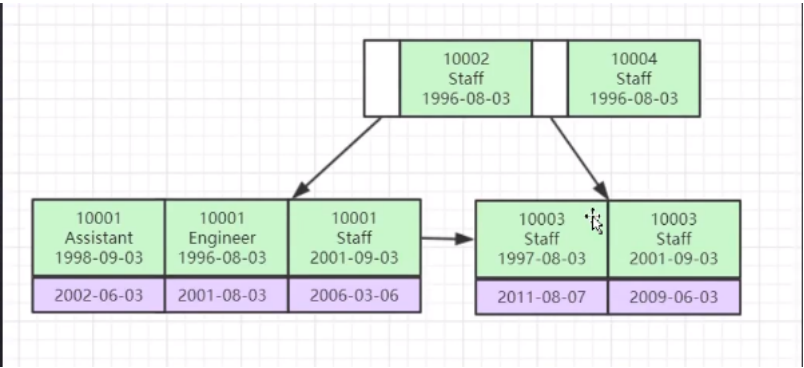 10002
Staff
1996-08-03
10004
Staff
1996-08-03
10001
Assistant
1998-09-03
2002-06-03
10001
Engineer
1996-08-03
2001-08-03
10001
Staff
2001-09-03
2006-03-06
10003
Staff
1997-08-03
2011-08-07
10003
Staff
2001-09-03
2009-06-03